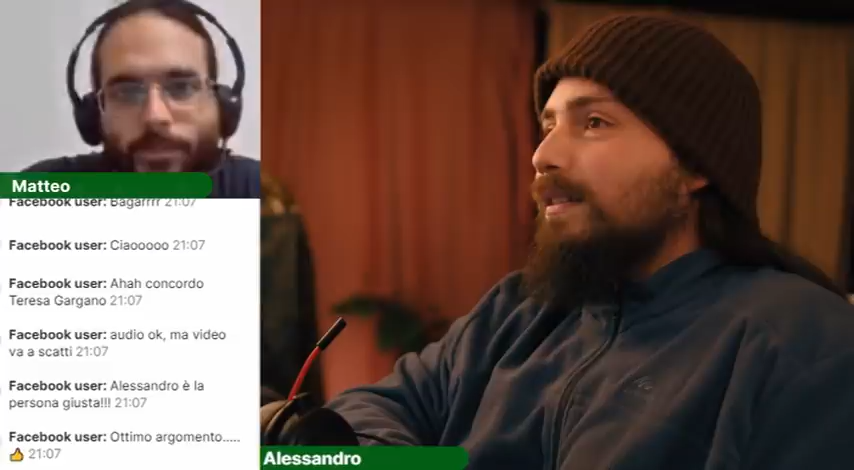 Matteo
Facebook user: Bagarrrr 21:07
Facebook user: Ciaooooo 21:07
Facebook user: Ahah concordo
Teresa Gargano 21:07
Facebook user: audio ok, ma video
va a scatti 21:07
Facebook user: Alessandro è la
persona giusta!!! 21:07
Facebook user: Ottimo argomento.....
👍 21:07
Alessandro